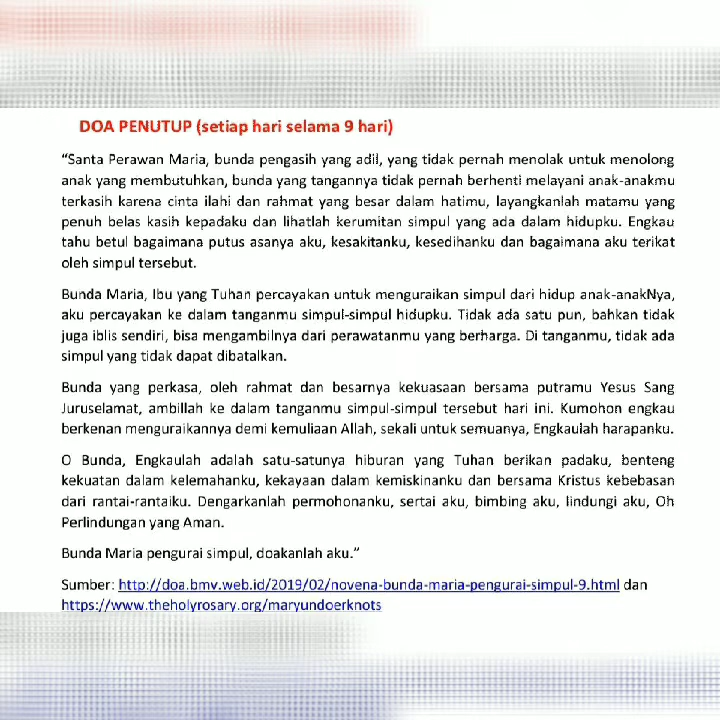 DOA PENUTUP (setiap hari selama 9 hari)
“Santa Perawan Maria, bunda pengasih yang adil, yang tidak pernah menolak untuk menolong
anak yang membutuhkan, bunda yang tangannya tidak pernah berhenti melayani anak-anakmu
terkasih karena cinta ilahi dan rahmat yang besar dalam hatimu, layangkanlah matamu yang
penuh belas kasih kepadaku dan lihatlah kerumitan simpul yang ada dalam hidupku. Engkau
tahu betul bagaimana putus asanya aku, kesakitanku, kesedihanku dan bagaimana aku terikat
oleh simpul tersebut.
Bunda Maria, Ibu yang Tuhan percayakan untuk menguraikan simpul dari hidup anak-anakNya,
aku percayakan ke dalam tanganmu simpul-simpul hidupku. Tidak ada satu pun, bahkan tidak
juga iblis sendiri, bisa mengambilnya dari perawatanmu yang berharga. Di tanganmu, tidak ada
simpul yang tidak dapat dibatalkan.
Bunda yang perkasa, oleh rahmat dan besarnya kekuasaan bersama putramu Yesus Sang
Juruselamat, ambillah ke dalam tanganmu simpul-simpul tersebut hari ini. Kumohon engkau
berkenan menguraikannya demi kemuliaan Allah, sekali untuk semuanya, Engkaulah harapanku.
O Bunda, Engkaulah adalah satu-satunya hiburan yang Tuhan berikan padaku, benteng
kekuatan dalam kelemahanku, kekayaan dalam kemiskinanku dan bersama Kristus kebebasan
dari rantai-rantaiku. Dengarkanlah permohonanku, sertai aku, bimbing aku, lindungi aku, Oh
Perlindungan yang Aman.
Bunda Maria pengurai simpul, doakanlah aku.”
Sumber: http://doa.bmv.web.id/2019/02/novena-bunda-maria-pengurai-simpul-9.html dan
https://www.theholyrosary.org/maryundoerknots